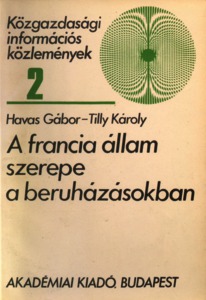 Közgazdasági
információs
közlemények
2
Havas Gábor-Tilly Károly
A francia állam
szerepe
a beruházásokban
AKADÉMIAI KIADÓ, BUDAPEST